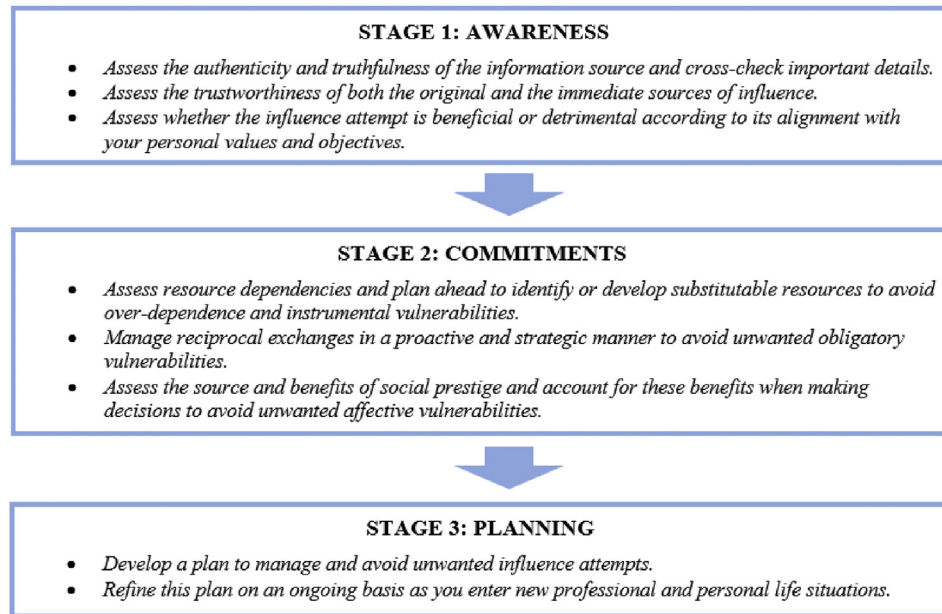 STAGE 1: AWARENESS
• Assess the authenticity and truthfulness of the information source and cross-check important details.
• Assess the trustworthiness of both the original and the immediate sources of influence.
• Assess whether the influence attempt is beneficial or detrimental according to its alignment with
your personal values and objectives.
STAGE 2: COMMITMENTS
• Assess resource dependencies and plan ahead to identify or develop substitutable resources to avoid
over-dependence and instrumental vulnerabilities.
• Manage reciprocal exchanges in a proactive and strategic manner to avoid unwanted obligatory
vulnerabilities.
• Assess the source and benefits of social prestige and account for these benefits when making
decisions to avoid unwanted affective vulnerabilities.
STAGE 3: PLANNING
• Develop a plan to manage and avoid unwanted influence attempts.
• Refine this plan on an ongoing basis as you enter new professional and personal life situations.